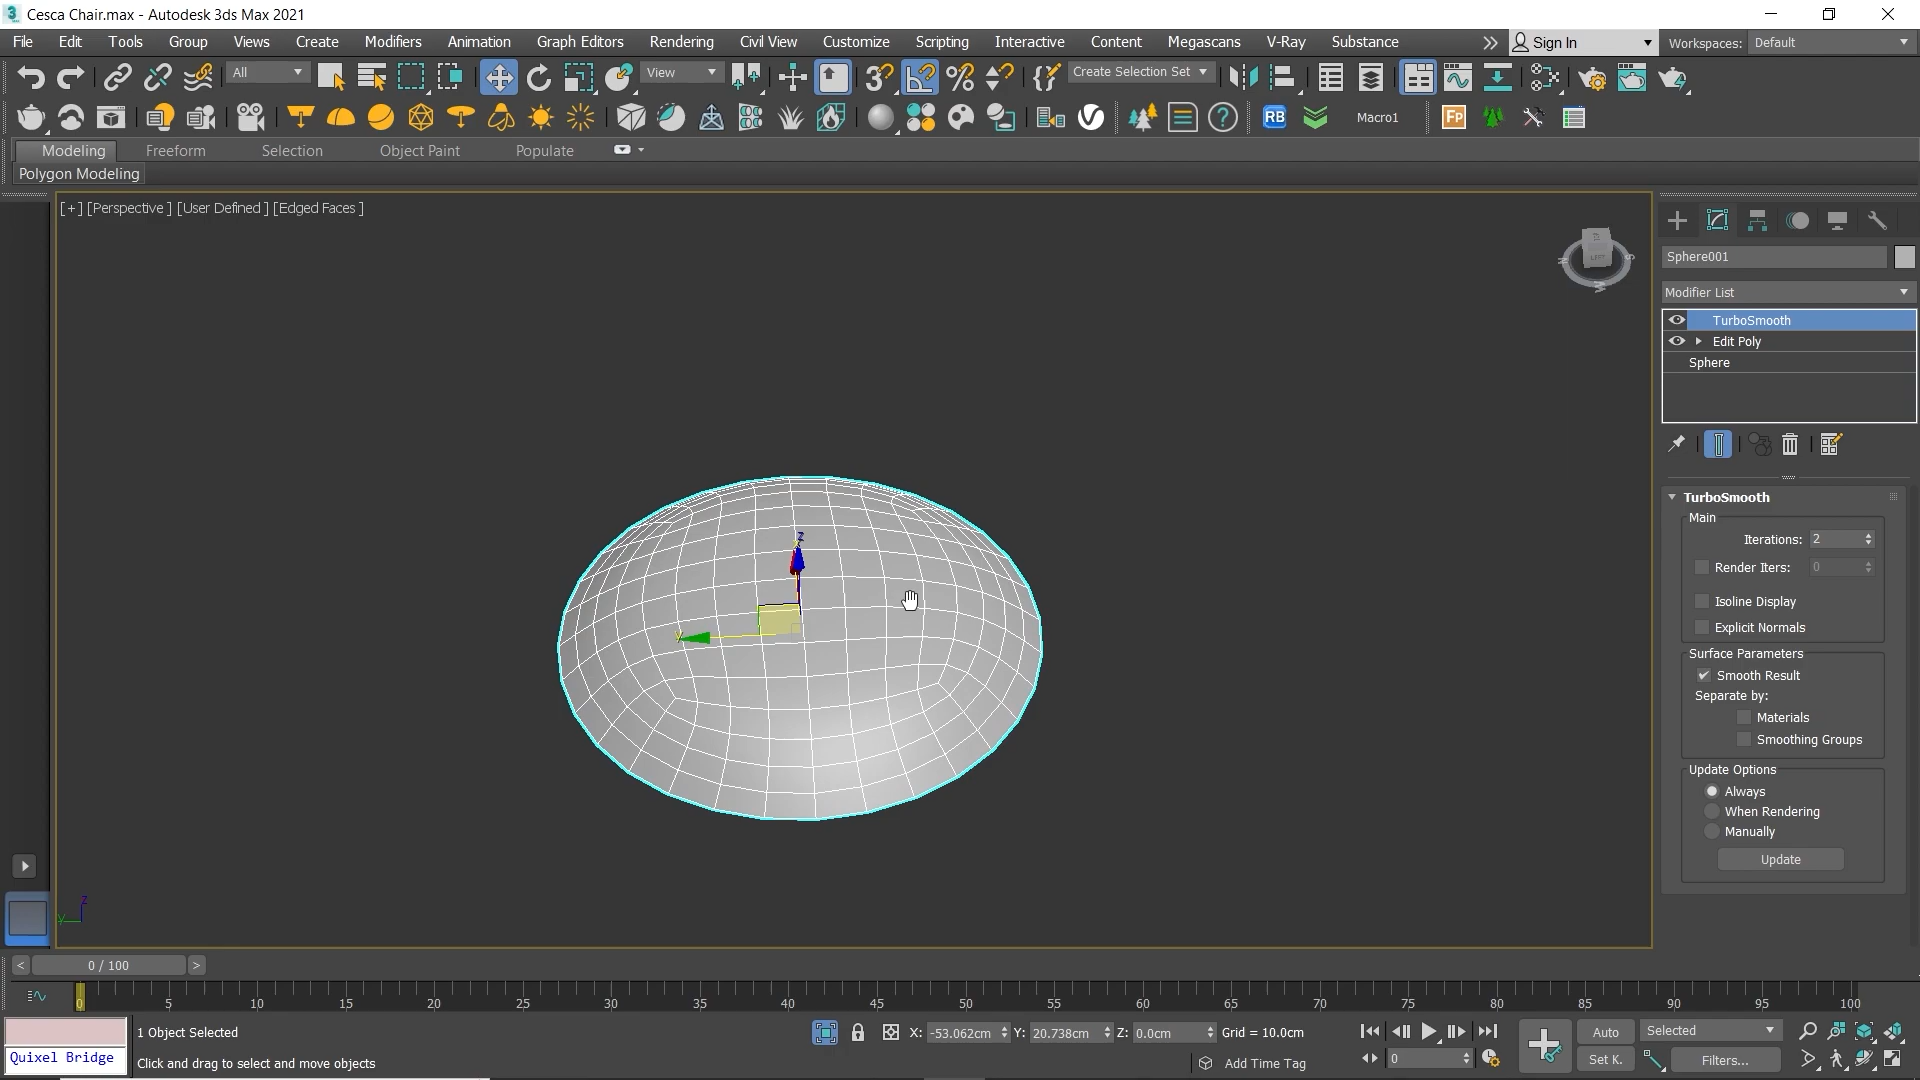 Cesca Chair.max - Autodesk 3ds Max 2021
File Edit Tools Group Views Create Modifiers Animation Graph Editors Rendering Civil View Customize Scripting Interactive Content Megascans V-Ray Substance Sign In Workspaces: Default
All View Create Selection Set
RB Macro1 FP
Modeling Freeform Selection Object Paint Populate
Polygon Modeling
[+] [Perspective ] [User Defined ] [Edged Faces ]
Sphere001
Modifier List
TurboSmooth
Edit Poly
Sphere
TurboSmooth
Main
Iterations: 2
Render Iters: 0
Isoline Display
Explicit Normals
Surface Parameters
Smooth Result
Separate by:
Materials
Smoothing Groups
Update Options
Always
When Rendering
Manually
Update
z
y
z
y
LEFT
W
< 0 / 100 >
0 5 10 15 20 25 30 35 40 45 50 55 60 65 70 75 80 85 90 95 100
1 Object Selected
X: -53.062cm Y: 20.738cm Z: 0.0cm Grid = 10.0cm
Auto Selected
Quixel Bridge
Click and drag to select and move objects
Add Time Tag
0
Set K. Filters...